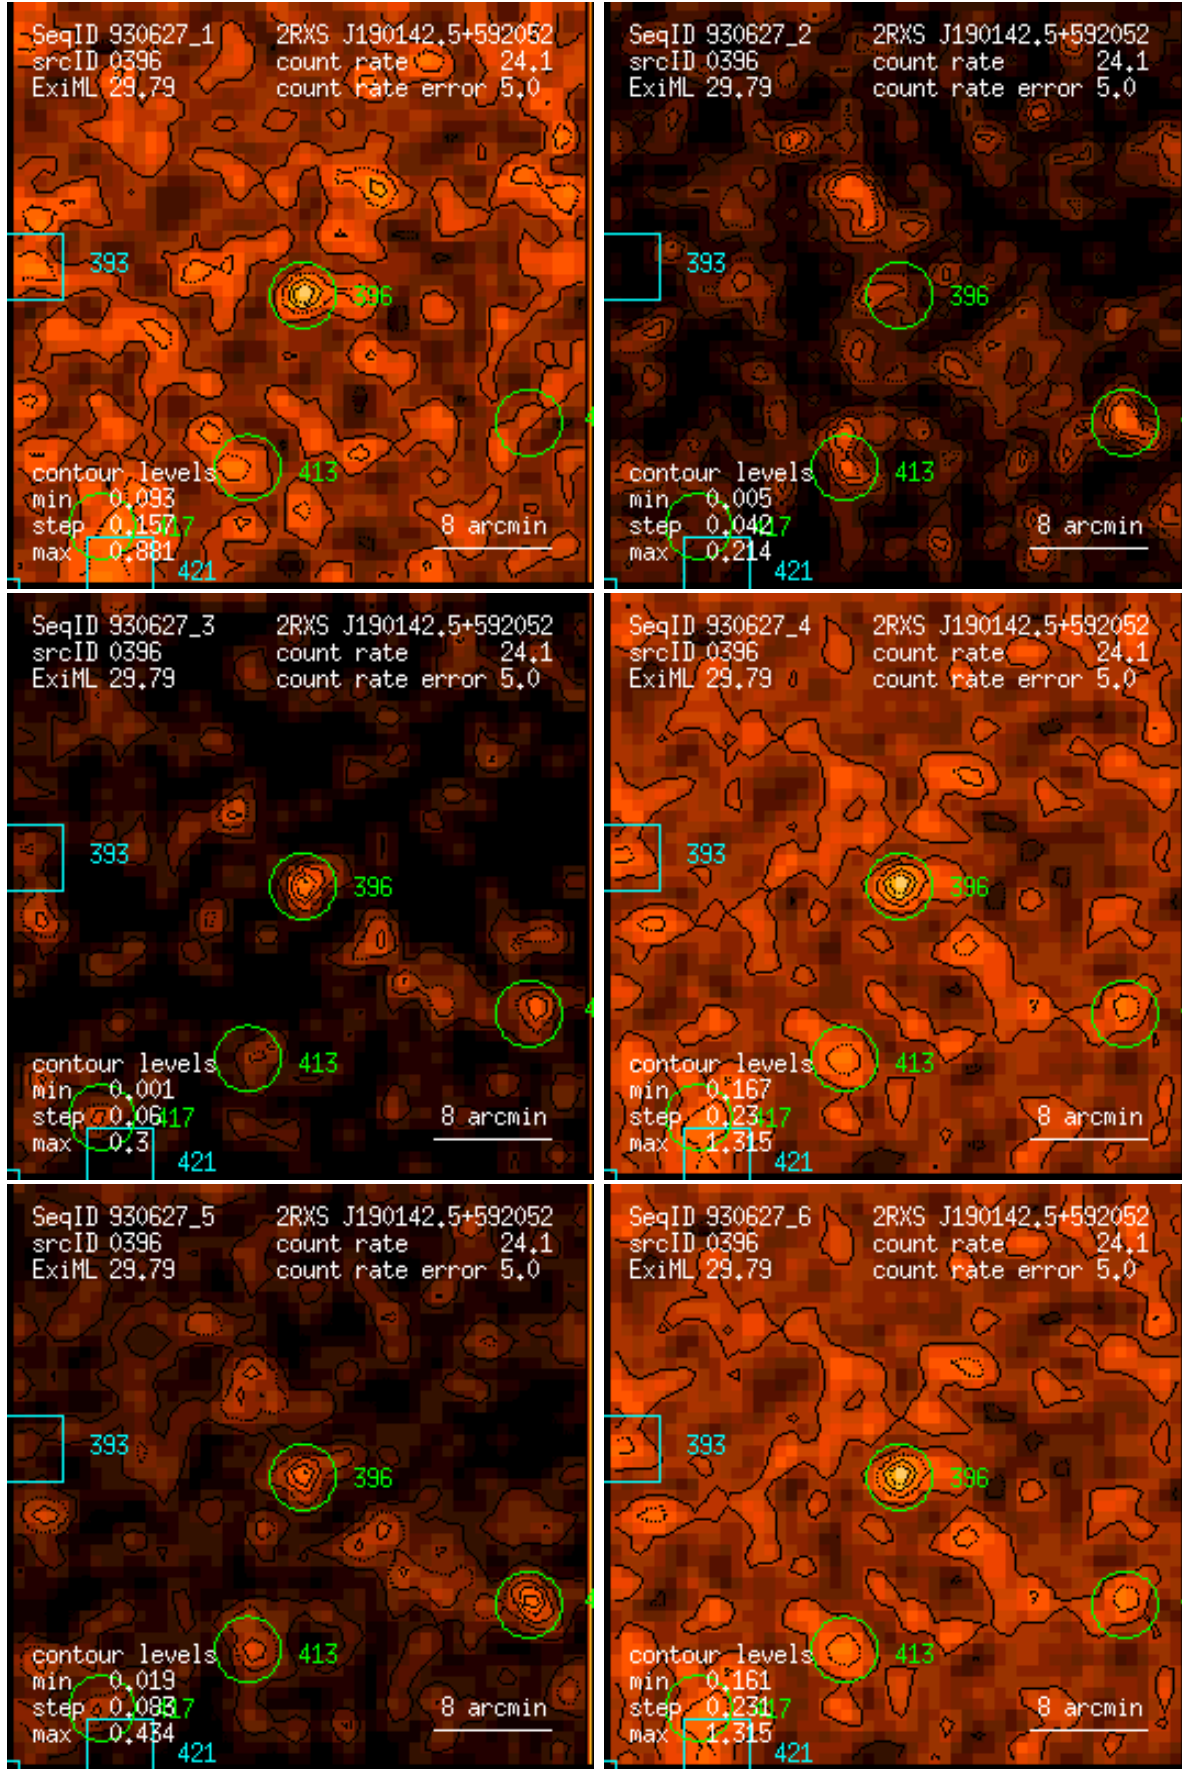 SeqID 930627_1 2RXS J190142.5+592052
srcID 0396 count rate 24.1
ExiML 29.79 count rate error 5.0
393
396
4
413
contour levels
min 0.093
step 0.157 417
max 0.881
8 arcmin
421
SeqID 930627_2 2RXS J190142.5+592052
srcID 0396 count rate 24.1
ExiML 29.79 count rate error 5.0
393
396
413
contour levels
min 0.005
step 0.042 417
max 0.214
8 arcmin
421
SeqID 930627_3 2RXS J190142.5+592052
srcID 0396 count rate 24.1
ExiML 29.79 count rate error 5.0
393
396
4
413
contour levels
min 0.001
step 0.06 417
max 0.3
8 arcmin
421
SeqID 930627_4 2RXS J190142.5+592052
srcID 0396 count rate 24.1
ExiML 29.79 count rate error 5.0
393
396
413
contour levels
min 0.167
step 0.23 417
max 1.315
8 arcmin
421
SeqID 930627_5 2RXS J190142.5+592052
srcID 0396 count rate 24.1
ExiML 29.79 count rate error 5.0
393
396
4
413
contour levels
min 0.019
step 0.083 417
max 0.434
8 arcmin
421
SeqID 930627_6 2RXS J190142.5+592052
srcID 0396 count rate 24.1
ExiML 29.79 count rate error 5.0
393
396
413
contour levels
min 0.161
step 0.231 417
max 1.315
8 arcmin
421